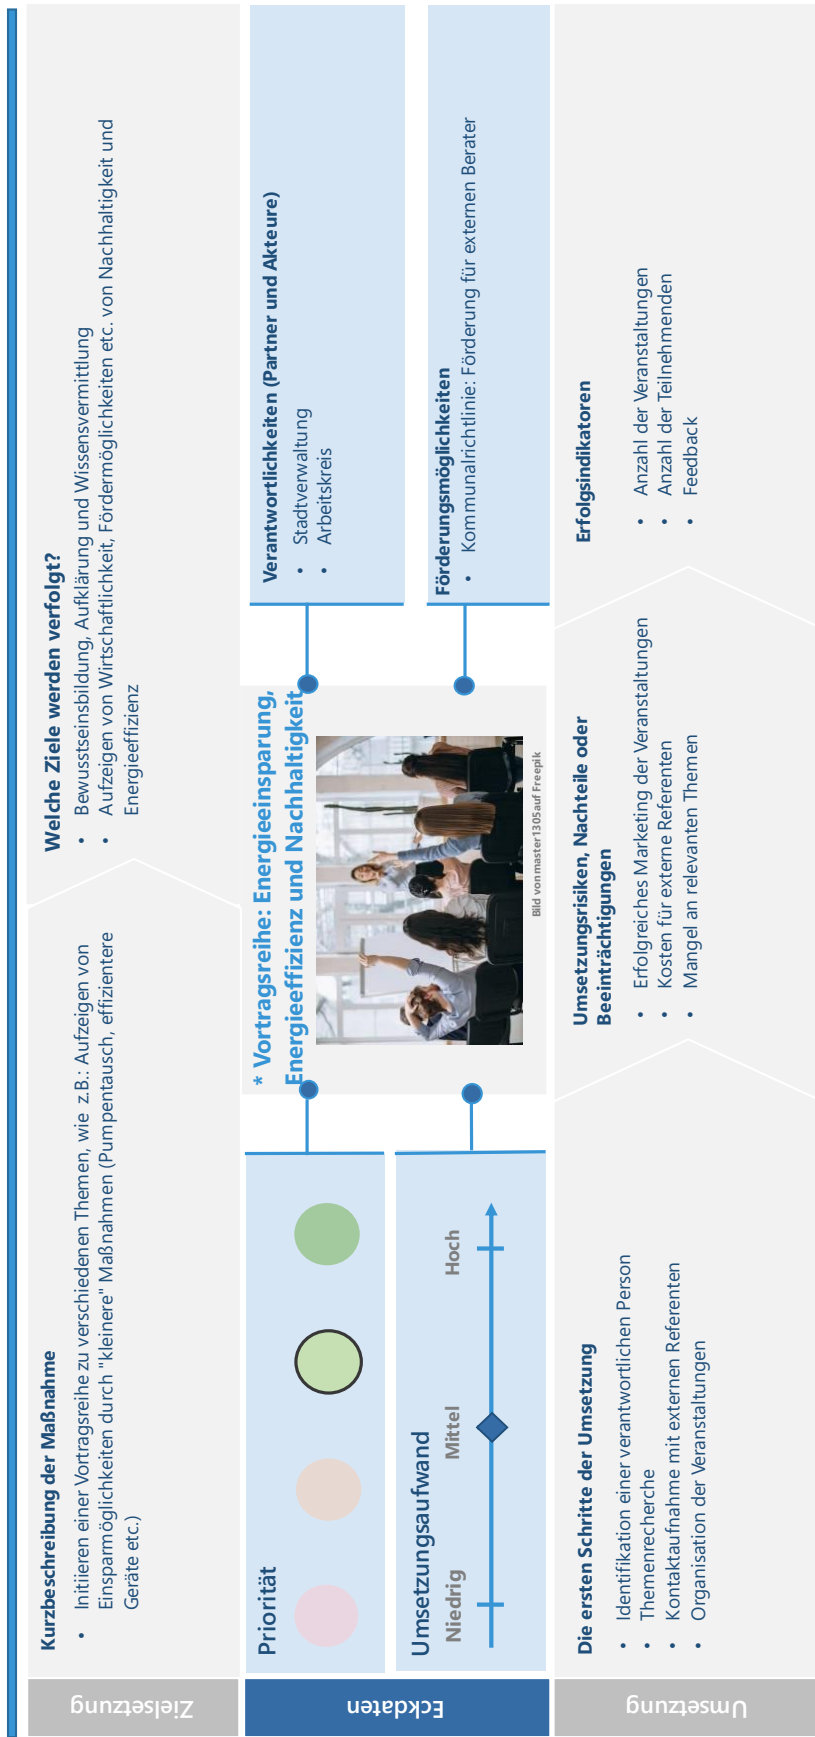 Zielsetzung
Kurzbeschreibung der Maßnahme
• Initiieren einer Vortragsreihe zu verschiedenen Themen, wie z.B.: Aufzeigen von
Einsparmöglichkeiten durch "kleinere" Maßnahmen (Pumpentausch, effizientere
Geräte etc.)
Welche Ziele werden verfolgt?
• Bewusstseinsbildung, Aufklärung und Wissensvermittlung
• Aufzeigen von Wirtschaftlichkeit, Fördermöglichkeiten etc. von Nachhaltigkeit und
Energieeffizienz
Eckdaten
Priorität
Umsetzungsaufwand
Niedrig Mittel Hoch
* Vortragsreihe: Energieeinsparung,
Energieeffizienz und Nachhaltigkeit
Bild von master1305 auf Freepik
Verantwortlichkeiten (Partner und Akteure)
• Stadtverwaltung
• Arbeitskreis
Förderungsmöglichkeiten
• Kommunalrichtlinie: Förderung für externen Berater
Umsetzung
Die ersten Schritte der Umsetzung
• Identifikation einer verantwortlichen Person
• Themenrecherche
• Kontaktaufnahme mit externen Referenten
• Organisation der Veranstaltungen
Umsetzungsrisiken, Nachteile oder
Beeinträchtigungen
• Erfolgreiches Marketing der Veranstaltungen
• Kosten für externe Referenten
• Mangel an relevanten Themen
Erfolgsindikatoren
• Anzahl der Veranstaltungen
• Anzahl der Teilnehmenden
• Feedback